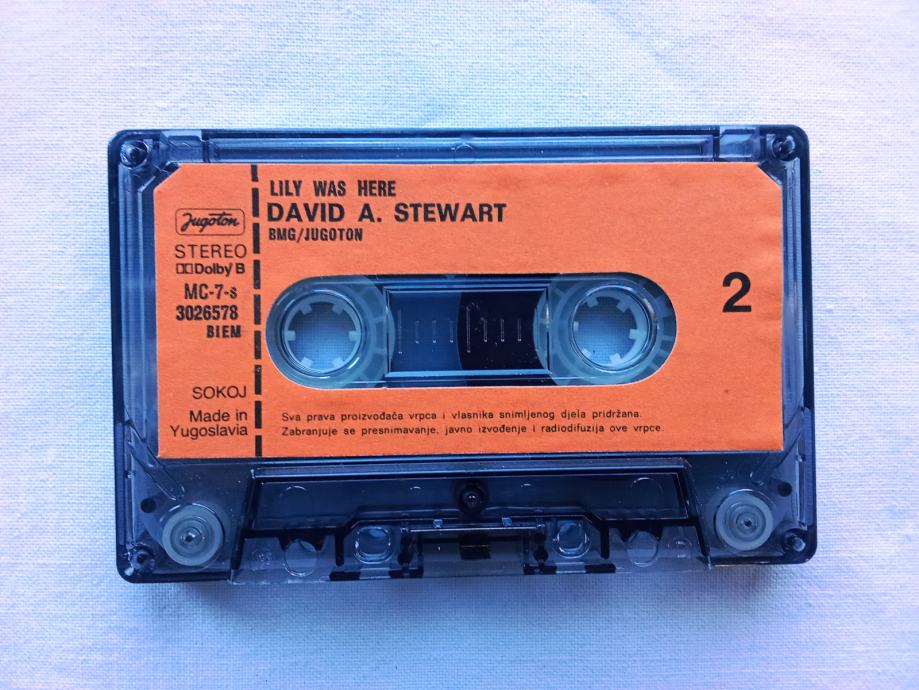 LILY WAS HERE
DAVID A. STEWART
BMG/JUGOTON
Jugoton
STEREO
Dolby B
MC-7-s
3026578
BIEM
SOKOJ
Made in
Yugoslavia
2
Sva prava proizvođača vrpca i vlasnika snimljenog djela pridržana.
Zabranjuje se presnimavanje, javno izvođenje i radiodifuzija ove vrpce.